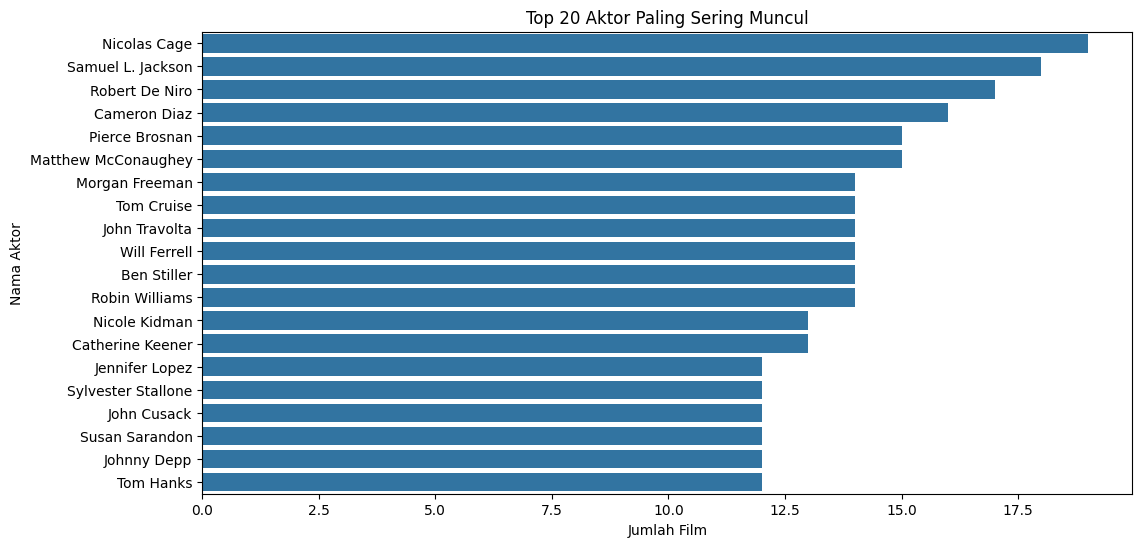 Top 20 Aktor Paling Sering Muncul
Nama Aktor
Nicolas Cage
Samuel L. Jackson
Robert De Niro
Cameron Diaz
Pierce Brosnan
Matthew McConaughey
Morgan Freeman
Tom Cruise
John Travolta
Will Ferrell
Ben Stiller
Robin Williams
Nicole Kidman
Catherine Keener
Jennifer Lopez
Sylvester Stallone
John Cusack
Susan Sarandon
Johnny Depp
Tom Hanks
0.0 2.5 5.0 7.5 10.0 12.5 15.0 17.5
Jumlah Film